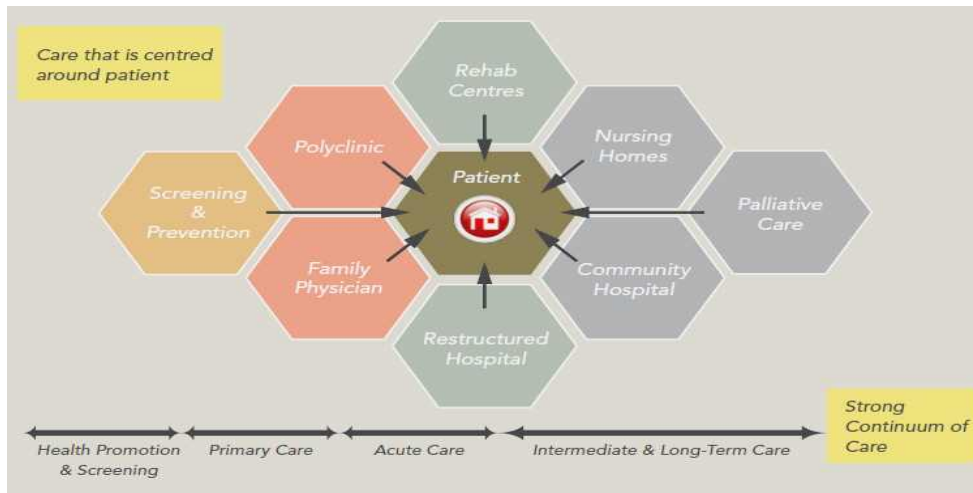 Care that is centred
around patient
Rehab
Centres
Polyclinic
Nursing
Homes
Screening
&
Prevention
Patient
Palliative
Care
Family
Physician
Community
Hospital
Restructured
Hospital
Strong
Continuum of
Care
Health Promotion
& Screening
Primary Care
Acute Care
Intermediate & Long-Term Care